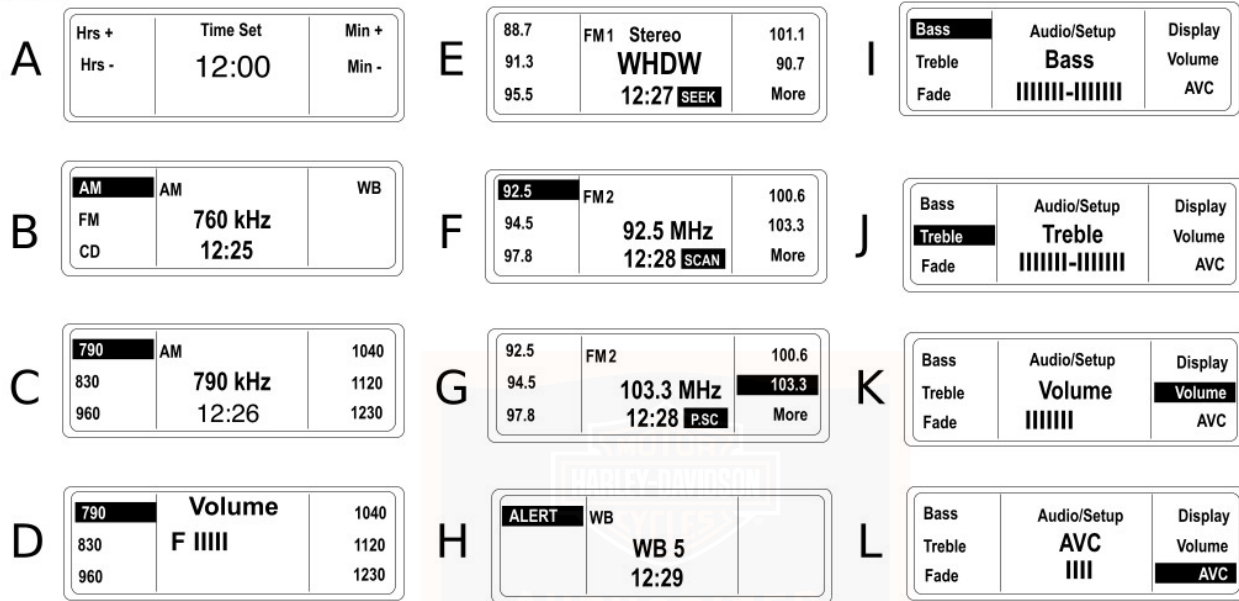 A
Hrs +
Time Set
Min +
Hrs -
12:00
Min -
B
AM
AM
WB
FM
760 kHz
CD
12:25
C
790
AM
1040
830
790 kHz
1120
960
12:26
1230
D
790
Volume
1040
830
F IIIII
1120
960
1230
E
88.7
FM1 Stereo
101.1
91.3
WHDW
90.7
95.5
12:27 SEEK
More
F
92.5
FM2
100.6
94.5
92.5 MHz
103.3
97.8
12:28 SCAN
More
G
92.5
FM2
100.6
94.5
103.3 MHz
103.3
97.8
12:28 P.SC
More
H
ALERT
WB
WB 5
12:29
I
Bass
Audio/Setup
Display
Treble
Bass
Volume
Fade
IIIIIII-IIIIIII
AVC
J
Bass
Audio/Setup
Display
Treble
Treble
Volume
Fade
IIIIIII-IIIIIII
AVC
K
Bass
Audio/Setup
Display
Treble
Volume
Volume
Fade
IIIIIII
AVC
L
Bass
Audio/Setup
Display
Treble
AVC
Volume
Fade
IIII
AVC
MOTOR
HARLEY-DAVIDSON
CYCLES